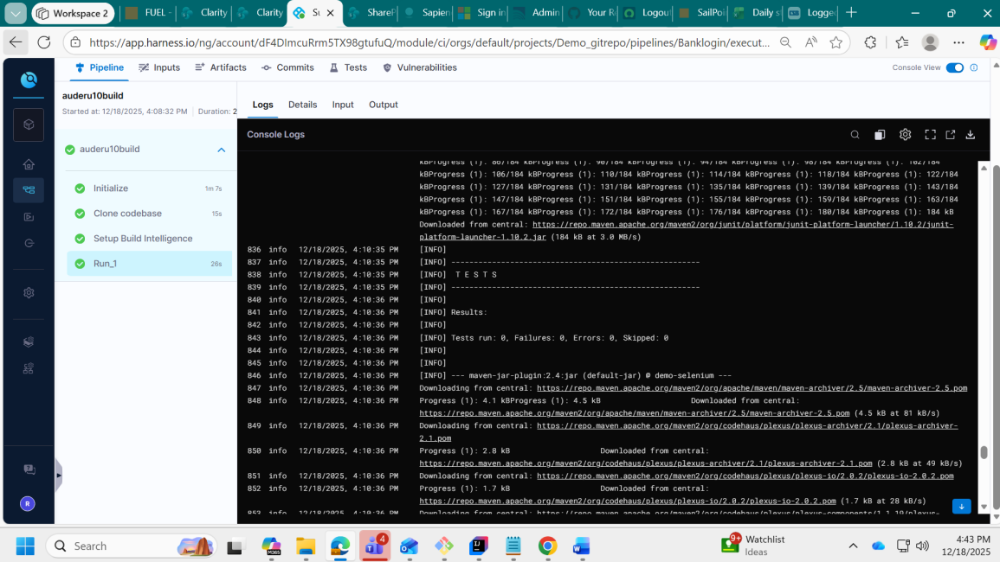 Workspace 2
FUEL -
Clarity
Clarity
Su
ShareP
Sapien
Sign in
Admin
Your R
Logout
SailPoi
Daily s
Logge
https://app.harness.io/ng/account/dF4DImcuRrm5TX98gtufuQ/module/ci/orgs/default/projects/Demo_gitrepo/pipelines/Banklogin/execut...
Pipeline
Inputs
Artifacts
Commits
Tests
Vulnerabilities
Console View
auderu10build
Started at: 12/18/2025, 4:08:32 PM
Duration: 2
auderu10build
Initialize 1m 7s
Clone codebase 15s
Setup Build Intelligence
Run_1 26s
R
Logs
Details
Input
Output
Console Logs
kBProgress (1): 86/184 kBProgress (1): 90/184 kBProgress (1): 94/184 kBProgress (1): 98/184 kBProgress (1): 102/184
kBProgress (1): 106/184 kBProgress (1): 110/184 kBProgress (1): 114/184 kBProgress (1): 118/184 kBProgress (1): 122/184
kBProgress (1): 127/184 kBProgress (1): 131/184 kBProgress (1): 135/184 kBProgress (1): 139/184 kBProgress (1): 143/184
kBProgress (1): 147/184 kBProgress (1): 151/184 kBProgress (1): 155/184 kBProgress (1): 159/184 kBProgress (1): 163/184
kBProgress (1): 167/184 kBProgress (1): 172/184 kBProgress (1): 176/184 kBProgress (1): 180/184 kBProgress (1): 184 kB
Downloaded from central: https://repo.maven.apache.org/maven2/org/junit/platform/junit-platform-launcher/1.10.2/junit-
platform-launcher-1.10.2.jar (184 kB at 3.0 MB/s)
836 info 12/18/2025, 4:10:35 PM [INFO]
837 info 12/18/2025, 4:10:35 PM [INFO] -------------------------------------------------------
838 info 12/18/2025, 4:10:35 PM [INFO] T E S T S
839 info 12/18/2025, 4:10:35 PM [INFO] -------------------------------------------------------
840 info 12/18/2025, 4:10:36 PM [INFO]
841 info 12/18/2025, 4:10:36 PM [INFO] Results:
842 info 12/18/2025, 4:10:36 PM [INFO]
843 info 12/18/2025, 4:10:36 PM [INFO] Tests run: 0, Failures: 0, Errors: 0, Skipped: 0
844 info 12/18/2025, 4:10:36 PM [INFO]
845 info 12/18/2025, 4:10:36 PM [INFO]
846 info 12/18/2025, 4:10:36 PM [INFO] --- maven-jar-plugin:2.4:jar (default-jar) @ demo-selenium ---
847 info 12/18/2025, 4:10:36 PM Downloading from central: https://repo.maven.apache.org/maven2/org/apache/maven/maven-archiver/2.5/maven-archiver-2.5.pom
848 info 12/18/2025, 4:10:36 PM Progress (1): 4.1 kBProgress (1): 4.5 kB Downloaded from central:
https://repo.maven.apache.org/maven2/org/apache/maven/maven-archiver/2.5/maven-archiver-2.5.pom (4.5 kB at 81 kB/s)
849 info 12/18/2025, 4:10:36 PM Downloading from central: https://repo.maven.apache.org/maven2/org/codehaus/plexus/plexus-archiver/2.1/plexus-archiver-
2.1.pom
850 info 12/18/2025, 4:10:36 PM Progress (1): 2.8 kB Downloaded from central:
https://repo.maven.apache.org/maven2/org/codehaus/plexus/plexus-archiver/2.1/plexus-archiver-2.1.pom (2.8 kB at 49 kB/s)
851 info 12/18/2025, 4:10:36 PM Downloading from central: https://repo.maven.apache.org/maven2/org/codehaus/plexus/plexus-io/2.0.2/plexus-io-2.0.2.pom
852 info 12/18/2025, 4:10:36 PM Progress (1): 1.7 kB Downloaded from central:
https://repo.maven.apache.org/maven2/org/codehaus/plexus/plexus-io/2.0.2/plexus-io-2.0.2.pom (1.7 kB at 28 kB/s)
853 info 12/18/2025, 4:10:36 PM Downloading from central: https://repo.maven.apache.org/maven2/org/codehaus/plexus/plexus-components/1.1.19/plexus-
Search
4
9+
Watchlist
Ideas
4:43 PM
12/18/2025